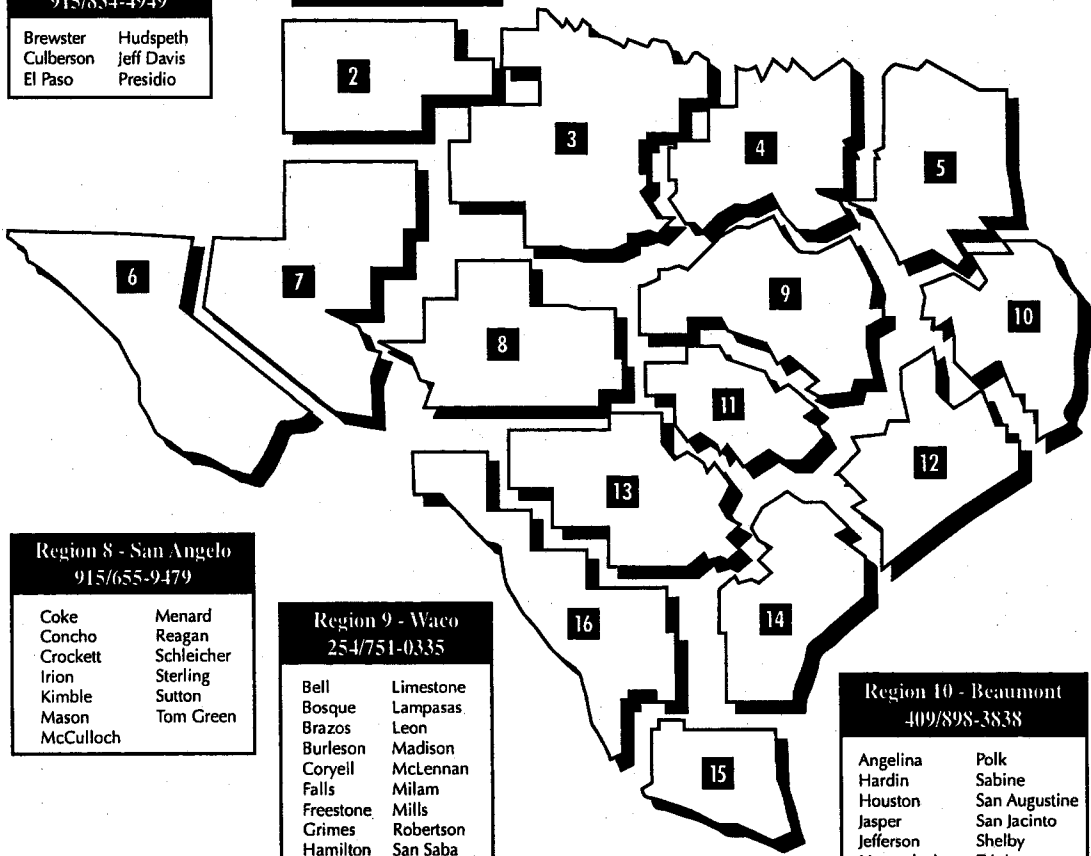 915/834-4949
Brewster Hudspeth
Culberson Jeff Davis
El Paso Presidio
2
3
4
5
6
7
8
9
10
11
12
13
14
15
16
Region 8 - San Angelo
915/655-9479
Coke Menard
Concho Reagan
Crockett Schleicher
Irion Sterling
Kimble Sutton
Mason Tom Green
McCulloch
Region 9 - Waco
254/751-0335
Bell Limestone
Bosque Lampasas
Brazos Leon
Burleson Madison
Coryell McLennan
Falls Milam
Freestone Mills
Grimes Robertson
Hamilton San Saba
Region 10 - Beaumont
409/898-3838
Angelina Polk
Hardin Sabine
Houston San Augustine
Jasper San Jacinto
Jefferson Shelby